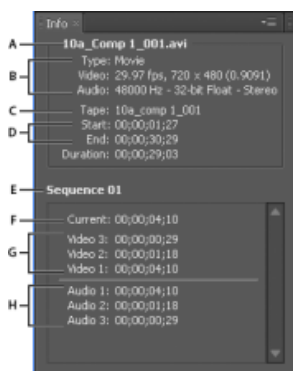 Info ×
A 10a_Comp 1_001.avi
B Type: Movie
Video: 29.97 fps, 720 x 480 (0.9091)
Audio: 48000 Hz - 32-bit Float - Stereo
C Tape: 10a_comp 1_001
D Start: 00;00;01;27
End: 00;00;30;29
Duration: 00;00;29;03
E Sequence 01
F Current: 00;00;04;10
G Video 3: 00;00;00;29
Video 2: 00;00;01;18
Video 1: 00;00;04;10
H Audio 1: 00;00;04;10
Audio 2: 00;00;01;18
Audio 3: 00;00;00;29